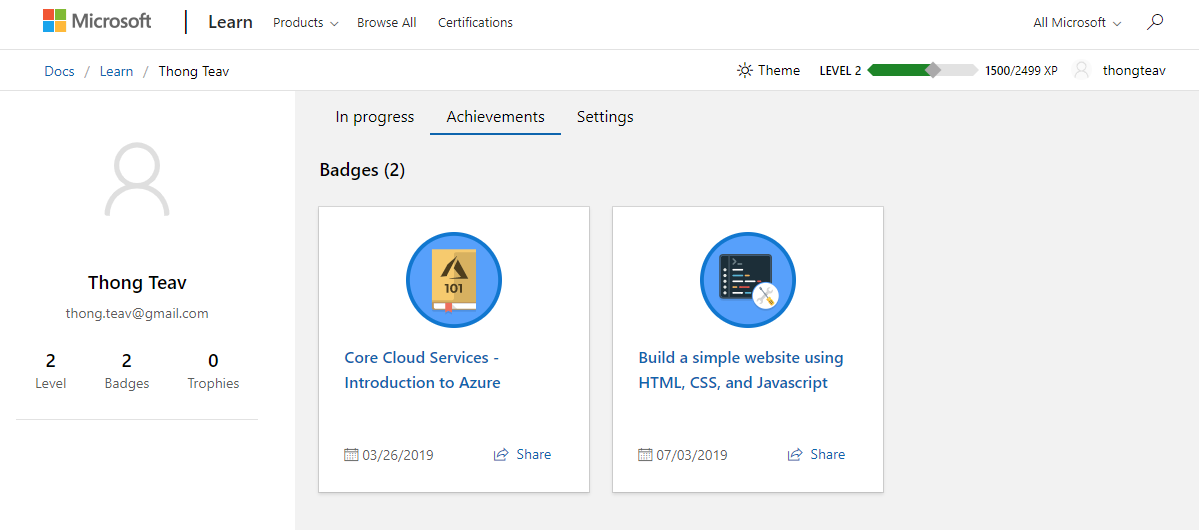 Microsoft Learn Products Browse All Certifications All Microsoft
Docs / Learn / Thong Teav Theme LEVEL 2 1500/2499 XP thongteav
In progress Achievements Settings
Badges (2)
Thong Teav
thong.teav@gmail.com
2 2 0
Level Badges Trophies
101
Core Cloud Services -
Introduction to Azure
03/26/2019 Share
Build a simple website using
HTML, CSS, and Javascript
07/03/2019 Share